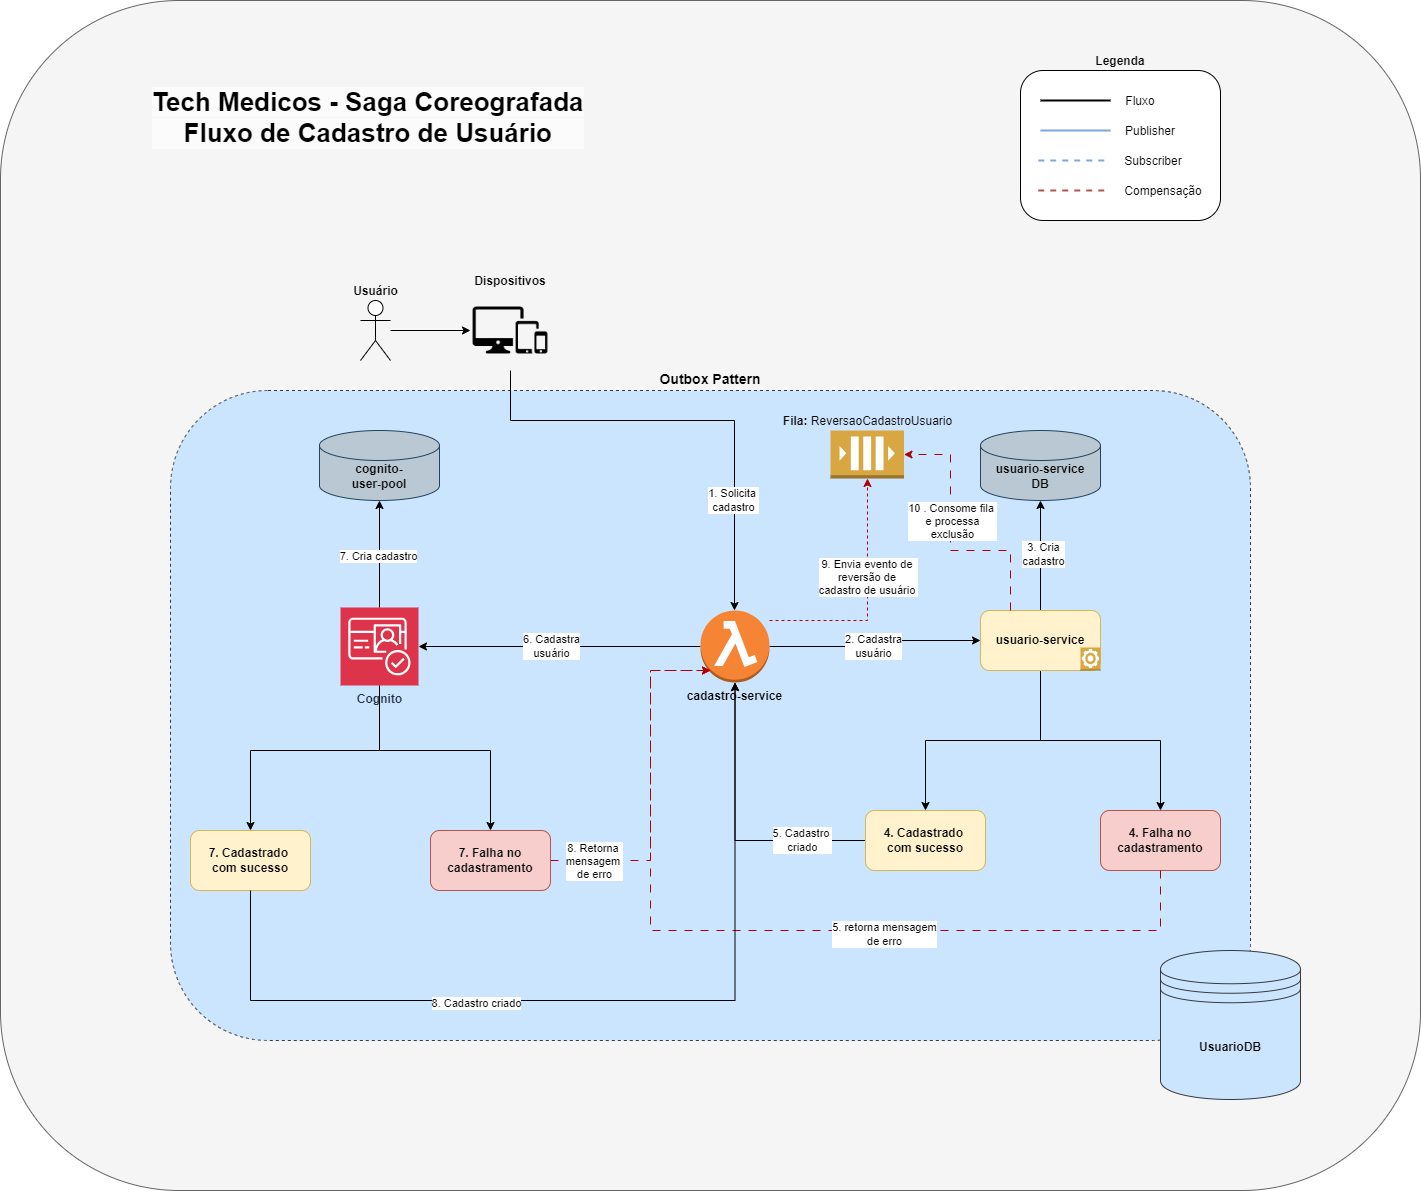 Legenda
Fluxo
Publisher
Subscriber
Compensação
Tech Medicos - Saga Coreografada
Fluxo de Cadastro de Usuário
Dispositivos
Usuário
Outbox Pattern
Fila: ReversaoCadastroUsuario
cognito-
user-pool
usuario-service
DB
1. Solicita
cadastro
10 . Consome fila
e processa
exclusão
7. Cria cadastro
3. Cria
cadastro
9. Envia evento de
reversão de
cadastro de usuário
6. Cadastra
usuário
2. Cadastra
usuário
usuario-service
Cognito
cadastro-service
7. Cadastrado
com sucesso
7. Falha no
cadastramento
8. Retorna
mensagem
de erro
5. Cadastro
criado
4. Cadastrado
com sucesso
4. Falha no
cadastramento
5. retorna mensagem
de erro
8. Cadastro criado
UsuarioDB